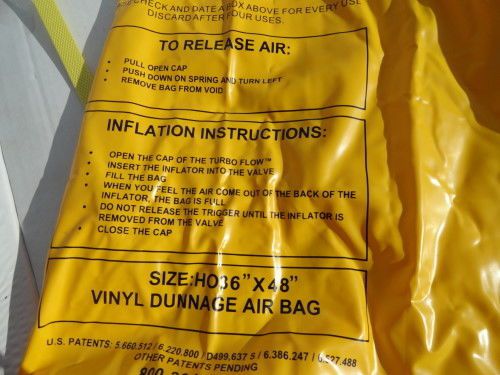 CHECK AND DATE A BOX ABOVE FOR EVERY USE
DISCARD AFTER FOUR USES.
TO RELEASE AIR:
• PULL OPEN CAP
• PUSH DOWN ON SPRING AND TURN LEFT
• REMOVE BAG FROM VOID
INFLATION INSTRUCTIONS:
• OPEN THE CAP OF THE TURBO FLOW™
• INSERT THE INFLATOR INTO THE VALVE
• FILL THE BAG
• WHEN YOU FEEL THE AIR COME OUT OF THE BACK OF THE
INFLATOR, THE BAG IS FULL
• DO NOT RELEASE THE TRIGGER UNTIL THE INFLATOR IS
REMOVED FROM THE VALVE
• CLOSE THE CAP
SIZE:HO36"X48"
VINYL DUNNAGE AIR BAG
U.S. PATENTS: 5.660.512 / 6.220.800 / D499.637 S / 6.386.247 / 6.527.488
OTHER PATENTS PENDING
800